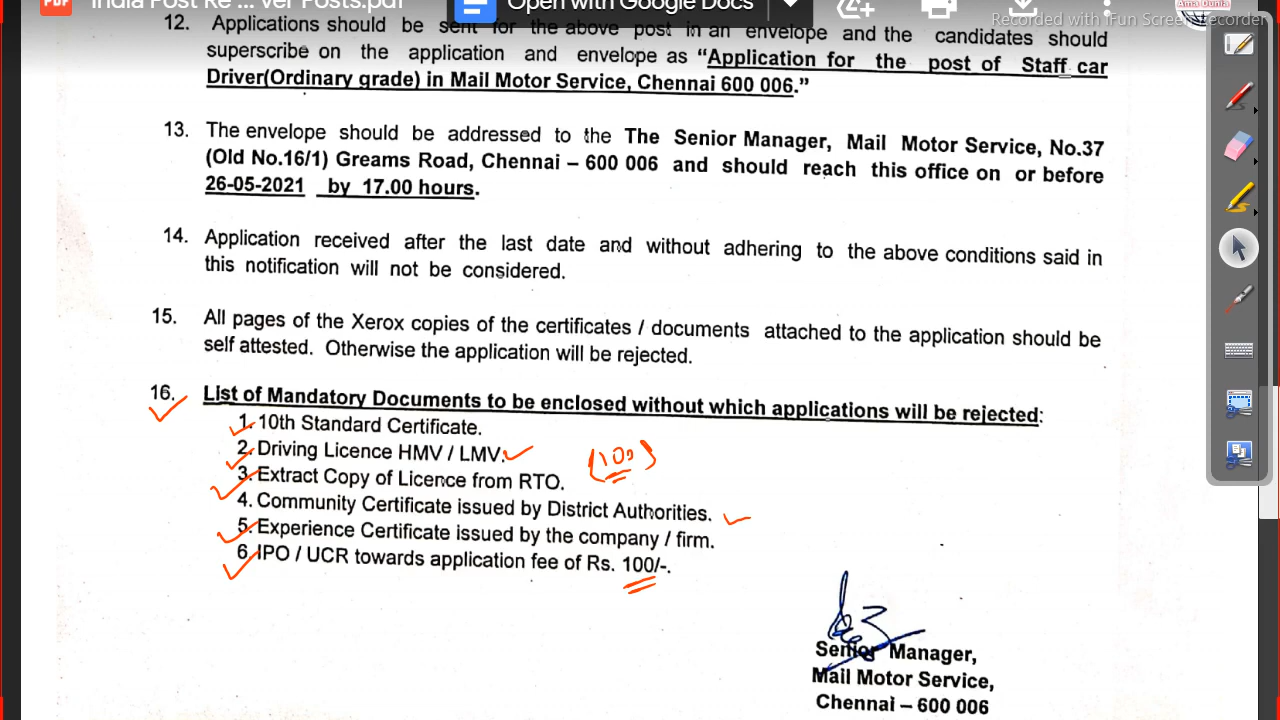 India Post Re ... ver Posts.pdf
Open with Google Docs
Recorded with iFun Screen Recorder
Ama Dunia
12. Applications should be sent for the above post in an envelope and the candidates should
superscribe on the application and envelope as “Application for the post of Staff car
Driver(Ordinary grade) in Mail Motor Service, Chennai 600 006.”
13. The envelope should be addressed to the The Senior Manager, Mail Motor Service, No.37
(Old No.16/1) Greams Road, Chennai – 600 006 and should reach this office on or before
26-05-2021 by 17.00 hours.
14. Application received after the last date and without adhering to the above conditions said in
this notification will not be considered.
15. All pages of the Xerox copies of the certificates / documents attached to the application should be
self attested. Otherwise the application will be rejected.
16. List of Mandatory Documents to be enclosed without which applications will be rejected:
1. 10th Standard Certificate.
2. Driving Licence HMV / LMV.
(100)
3. Extract Copy of Licence from RTO.
4. Community Certificate issued by District Authorities.
5. Experience Certificate issued by the company / firm.
6. IPO / UCR towards application fee of Rs. 100/-.
Senior Manager,
Mail Motor Service,
Chennai – 600 006